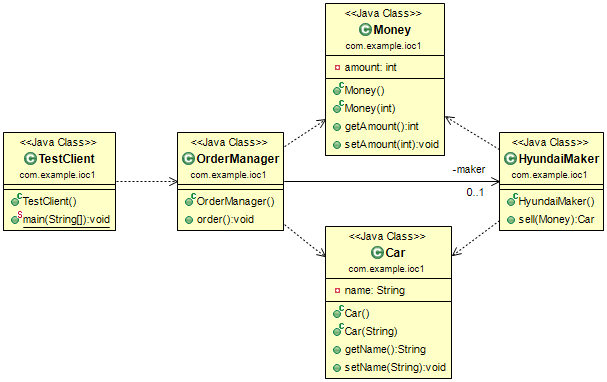 <<Java Class>>
Money
com.example.ioc1
amount: int
Money()
Money(int)
getAmount():int
setAmount(int):void
<<Java Class>>
TestClient
com.example.ioc1
TestClient()
main(String[]):void
<<Java Class>>
OrderManager
com.example.ioc1
OrderManager()
order():void
-maker
0..1
<<Java Class>>
HyundaiMaker
com.example.ioc1
HyundaiMaker()
sell(Money):Car
<<Java Class>>
Car
com.example.ioc1
name: String
Car()
Car(String)
getName():String
setName(String):void